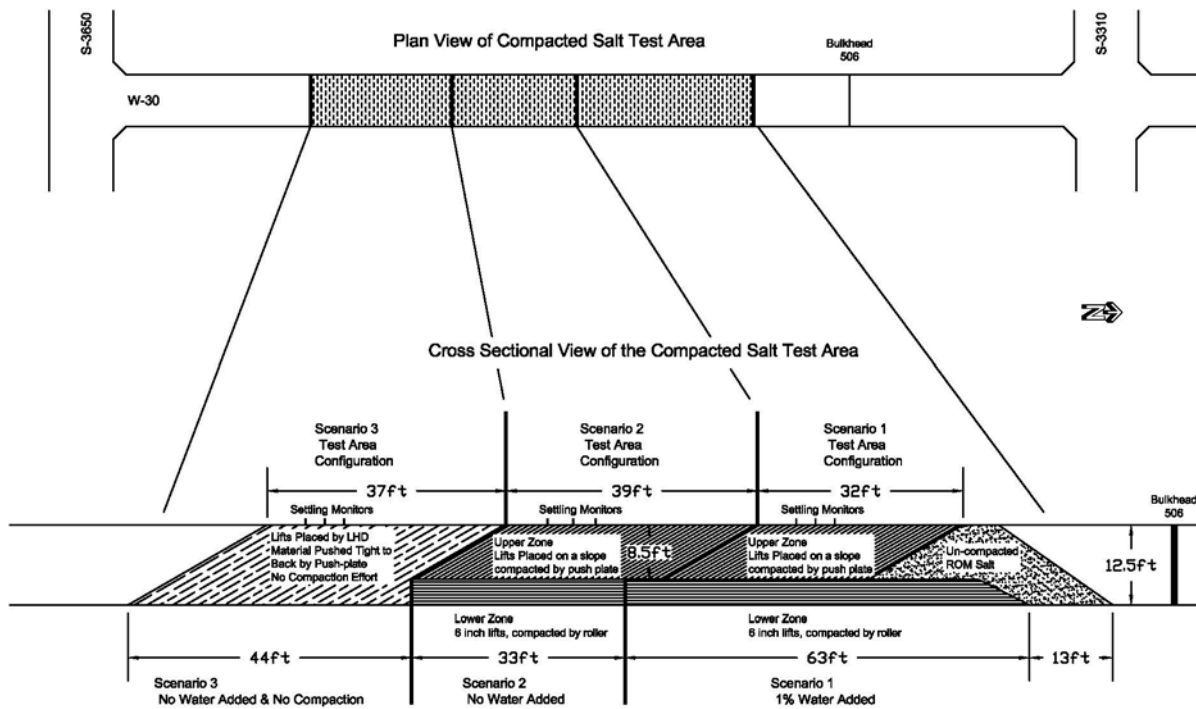 S-3650
Plan View of Compacted Salt Test Area
Bulkhead
506
S-3310
W-30
N
Cross Sectional View of the Compacted Salt Test Area
Scenario 3
Test Area
Configuration
Scenario 2
Test Area
Configuration
Scenario 1
Test Area
Configuration
37ft
39ft
32ft
Settling Monitors
Settling Monitors
Settling Monitors
Bulkhead
506
Lifts Placed by LHD
Material Pushed Tight to
Back by Push-plate
No Compaction Effort
Upper Zone
Lifts Placed on a slope
compacted by push plate
8.5ft
Upper Zone
Lifts Placed on a slope
compacted by push plate
Un-compacted
ROM Salt
12.5ft
Lower Zone
6 inch lifts, compacted by roller
Lower Zone
6 inch lifts, compacted by roller
44ft
33ft
63ft
13ft
Scenario 3
No Water Added & No Compaction
Scenario 2
No Water Added
Scenario 1
1% Water Added